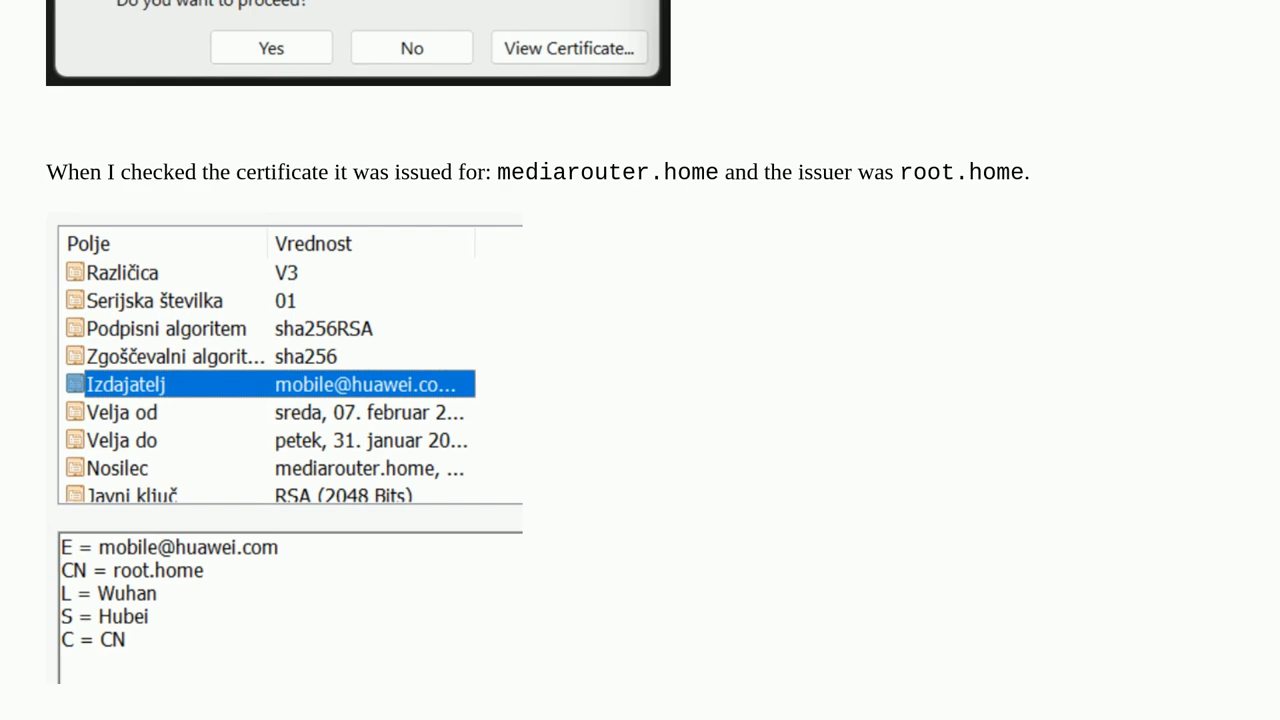 Do you want to proceed?
Yes No View Certificate...
When I checked the certificate it was issued for: mediarouter.home and the issuer was root.home.
Polje Vrednost
Različica V3
Serijska številka 01
Podpisni algoritem sha256RSA
Zgoščevalni algorit... sha256
Izdajatelj mobile@huawei.co...
Velja od sreda, 07. februar 2...
Velja do petek, 31. januar 20...
Nosilec mediarouter.home, ...
Javni ključ RSA (2048 Bits)
E = mobile@huawei.com
CN = root.home
L = Wuhan
S = Hubei
C = CN